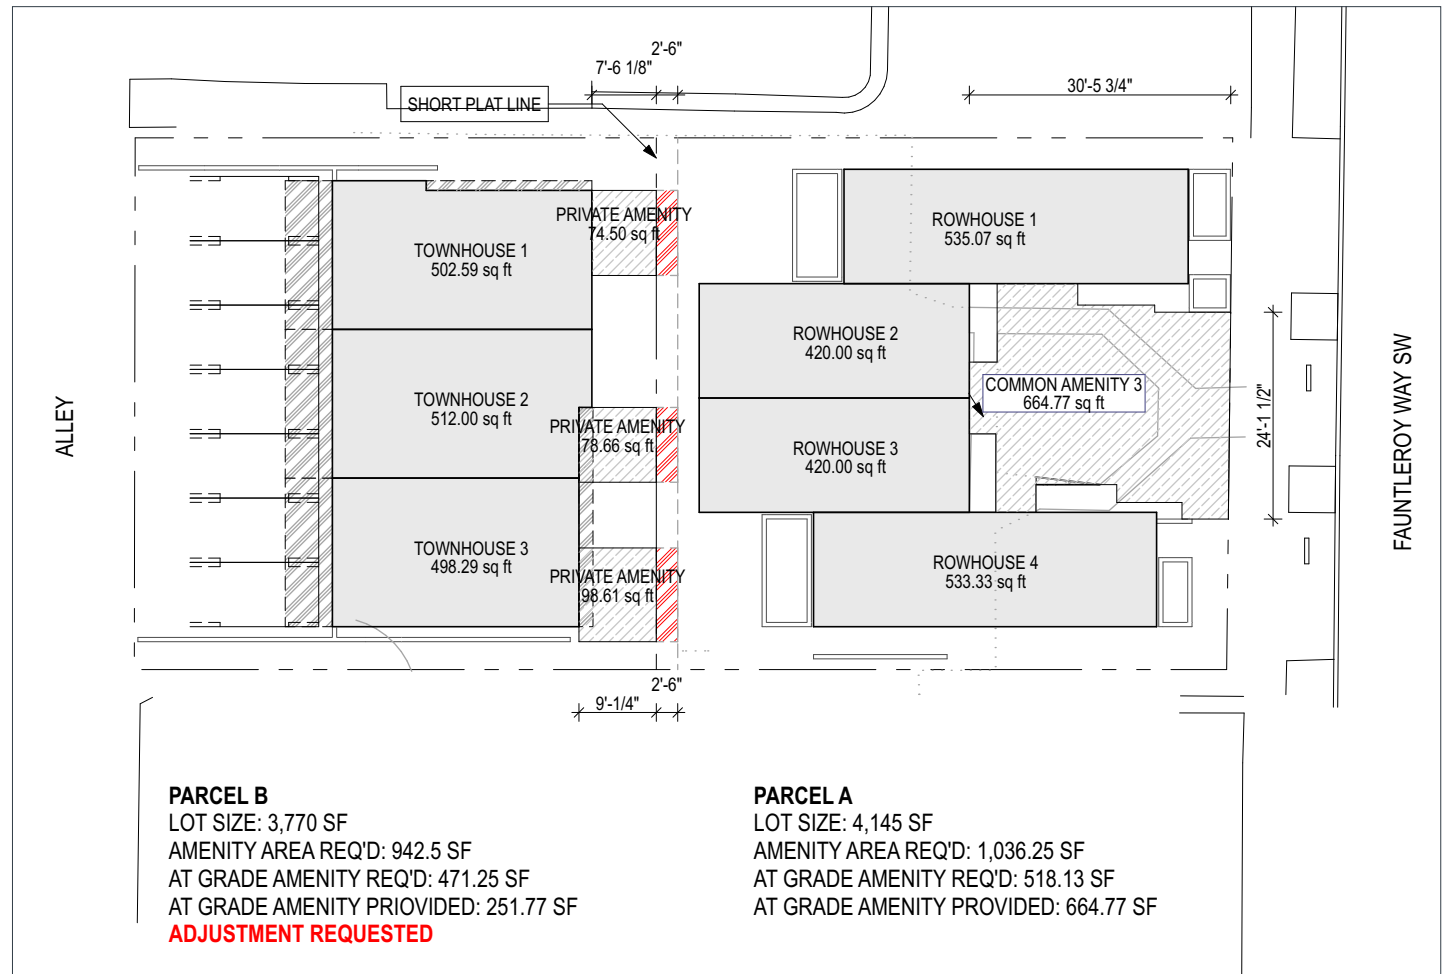 2'-6"
7'-6 1/8"
30'-5 3/4"
SHORT PLAT LINE
PRIVATE AMENITY
74.50 sq ft
ROWHOUSE 1
535.07 sq ft
TOWNHOUSE 1
502.59 sq ft
ROWHOUSE 2
420.00 sq ft
COMMON AMENITY 3
664.77 sq ft
TOWNHOUSE 2
512.00 sq ft
PRIVATE AMENITY
78.66 sq ft
ROWHOUSE 3
420.00 sq ft
24'-1 1/2"
ALLEY
FAUNTLEROY WAY SW
TOWNHOUSE 3
498.29 sq ft
PRIVATE AMENITY
98.61 sq ft
ROWHOUSE 4
533.33 sq ft
2'-6"
9'-1/4"
PARCEL B
LOT SIZE: 3,770 SF
AMENITY AREA REQ'D: 942.5 SF
AT GRADE AMENITY REQ'D: 471.25 SF
AT GRADE AMENITY PRIOVIDED: 251.77 SF
ADJUSTMENT REQUESTED
PARCEL A
LOT SIZE: 4,145 SF
AMENITY AREA REQ'D: 1,036.25 SF
AT GRADE AMENITY REQ'D: 518.13 SF
AT GRADE AMENITY PROVIDED: 664.77 SF